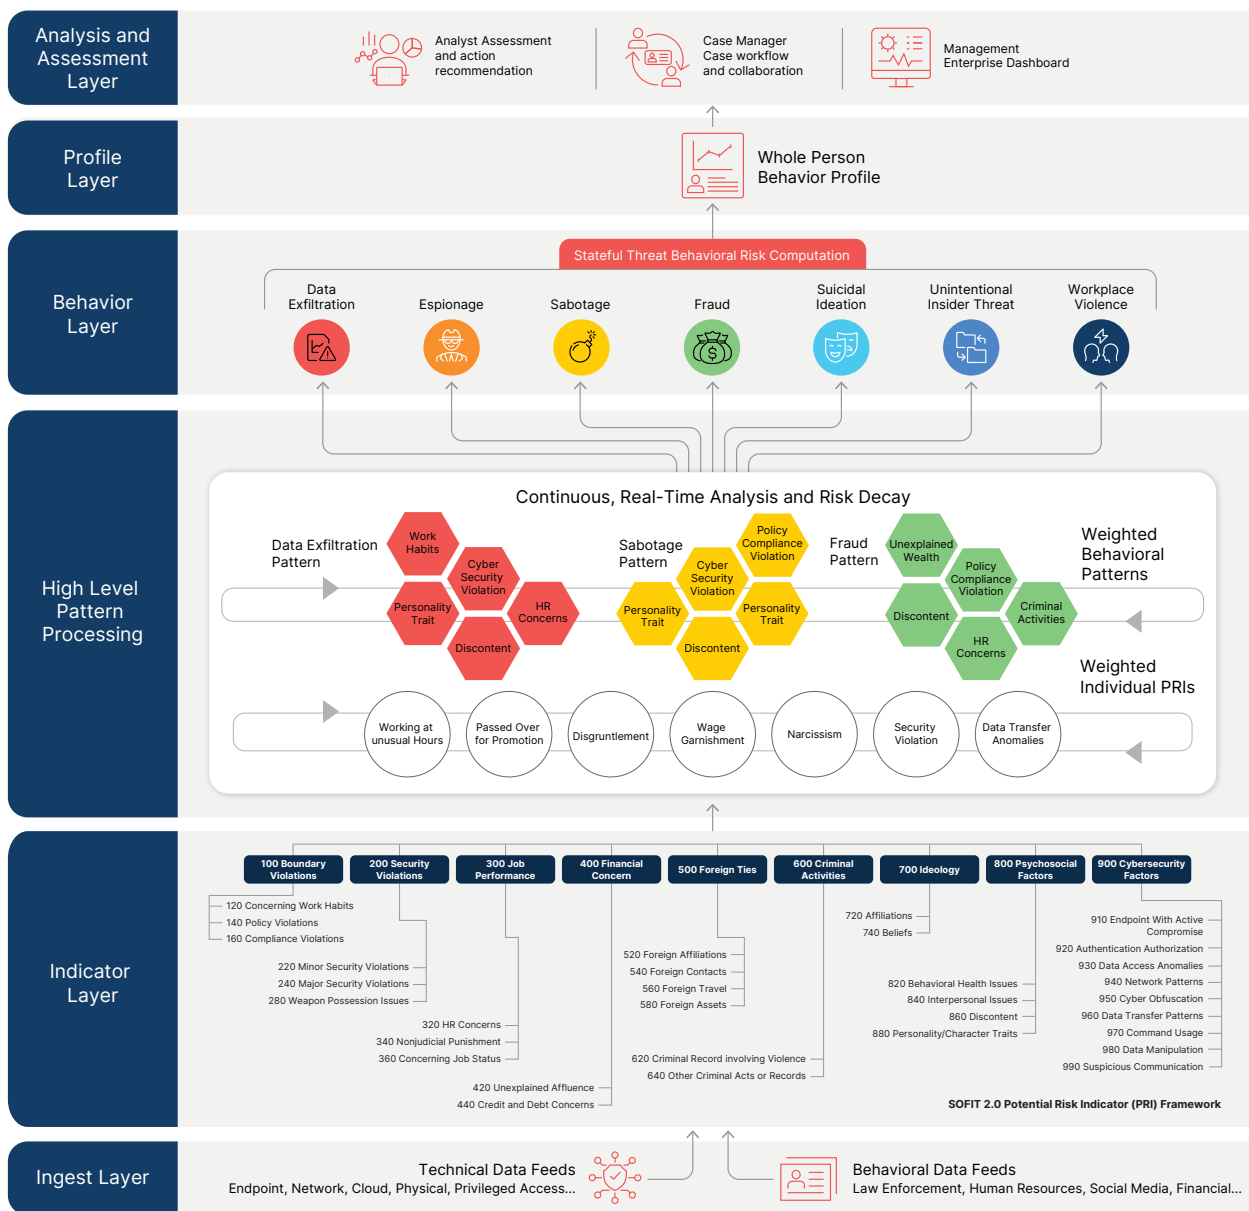 Analysis and
Assessment
Layer
Analyst Assessment
and action
recommendation
Case Manager
Case workflow
and collaboration
Management
Enterprise Dashboard
Profile
Layer
Whole Person
Behavior Profile
Behavior
Layer
Stateful Threat Behavioral Risk Computation
Data
Exfiltration
Espionage
Sabotage
Fraud
Suicidal
Ideation
Unintentional
Insider Threat
Workplace
Violence
High Level
Pattern
Processing
Continuous, Real-Time Analysis and Risk Decay
Data Exfiltration
Pattern
Work
Habits
Cyber
Security
Violation
Personality
Trait
HR
Concerns
Discontent
Sabotage
Pattern
Policy
Compliance
Violation
Cyber
Security
Violation
Personality
Trait
Personality
Trait
Discontent
Fraud
Pattern
Unexplained
Wealth
Policy
Compliance
Violation
Discontent
Criminal
Activities
HR
Concerns
Weighted
Behavioral
Patterns
Weighted
Individual PRIs
Working at
unusual Hours
Passed Over
for Promotion
Disgruntlement
Wage
Garnishment
Narcissism
Security
Violation
Data Transfer
Anomalies
Indicator
Layer
100 Boundary
Violations
120 Concerning Work Habits
140 Policy Violations
160 Compliance Violations
200 Security
Violations
220 Minor Security Violations
240 Major Security Violations
280 Weapon Possession Issues
300 Job
Performance
320 HR Concerns
340 Nonjudicial Punishment
360 Concerning Job Status
400 Financial
Concern
420 Unexplained Affluence
440 Credit and Debt Concerns
500 Foreign Ties
520 Foreign Affiliations
540 Foreign Contacts
560 Foreign Travel
580 Foreign Assets
600 Criminal
Activities
620 Criminal Record involving Violence
640 Other Criminal Acts or Records
700 Ideology
720 Affiliations
740 Beliefs
800 Psychosocial
Factors
820 Behavioral Health Issues
840 Interpersonal Issues
860 Discontent
880 Personality/Character Traits
900 Cybersecurity
Factors
910 Endpoint With Active
Compromise
920 Authentication Authorization
930 Data Access Anomalies
940 Network Patterns
950 Cyber Obfuscation
960 Data Transfer Patterns
970 Command Usage
980 Data Manipulation
990 Suspicious Communication
SOFIT 2.0 Potential Risk Indicator (PRI) Framework
Ingest Layer
Technical Data Feeds
Endpoint, Network, Cloud, Physical, Privileged Access...
Behavioral Data Feeds
Law Enforcement, Human Resources, Social Media, Financial...